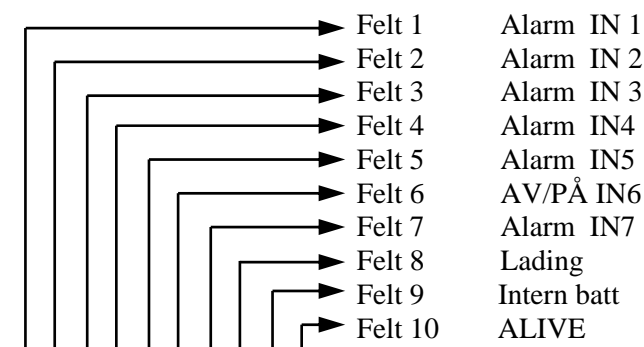 Felt 1 Alarm IN 1
Felt 2 Alarm IN 2
Felt 3 Alarm IN 3
Felt 4 Alarm IN4
Felt 5 Alarm IN5
Felt 6 AV/PÅ IN6
Felt 7 Alarm IN7
Felt 8 Lading
Felt 9 Intern batt
Felt 10 ALIVE